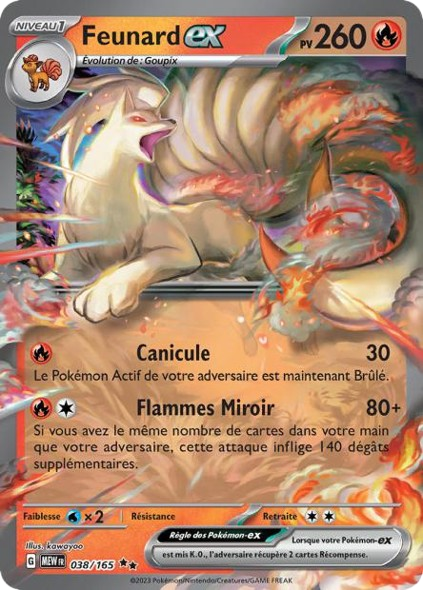 NIVEAU 1
Feunard ex PV 260
Évolution de : Goupix
Canicule 30
Le Pokémon Actif de votre adversaire est maintenant Brûlé.
Flammes Miroir 80+
Si vous avez le même nombre de cartes dans votre main
que votre adversaire, cette attaque inflige 140 dégâts
supplémentaires.
Faiblesse ×2 Résistance Retraite
Illus. kawayoo
Règle des Pokémon-ex Lorsque votre Pokémon-ex
est mis K.O., l'adversaire récupère 2 cartes Récompense.
G MEW FR 038/165
©2023 Pokémon/Nintendo/Creatures/GAME FREAK